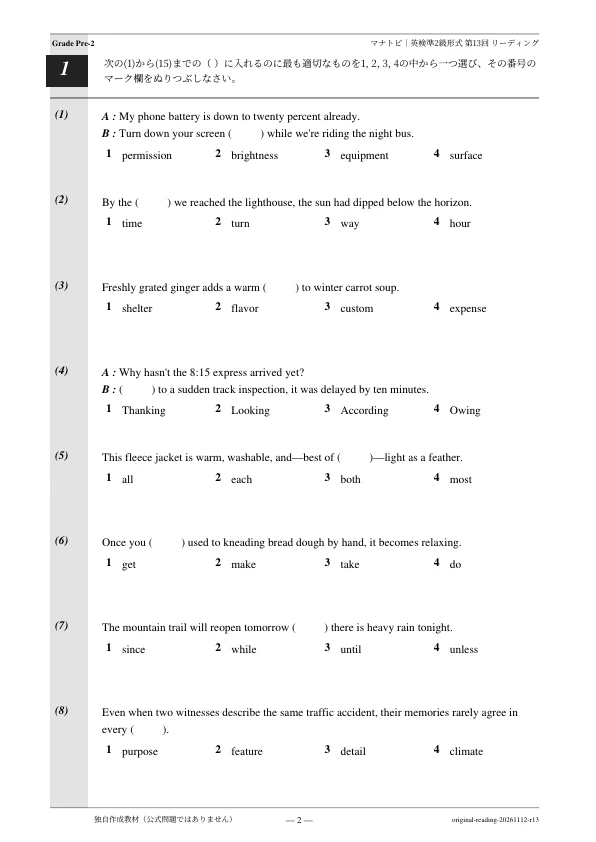 Grade Pre-2
マナトビ｜英検準2級形式 第13回 リーディング
1
次の(1)から(15)までの（ ）に入れるのに最も適切なものを1, 2, 3, 4の中から一つ選び、その番号の
マーク欄をぬりつぶしなさい。
(1)
A : My phone battery is down to twenty percent already.
B : Turn down your screen ( ) while we're riding the night bus.
1 permission 2 brightness 3 equipment 4 surface
(2)
By the ( ) we reached the lighthouse, the sun had dipped below the horizon.
1 time 2 turn 3 way 4 hour
(3)
Freshly grated ginger adds a warm ( ) to winter carrot soup.
1 shelter 2 flavor 3 custom 4 expense
(4)
A : Why hasn't the 8:15 express arrived yet?
B : ( ) to a sudden track inspection, it was delayed by ten minutes.
1 Thanking 2 Looking 3 According 4 Owing
(5)
This fleece jacket is warm, washable, and—best of ( )—light as a feather.
1 all 2 each 3 both 4 most
(6)
Once you ( ) used to kneading bread dough by hand, it becomes relaxing.
1 get 2 make 3 take 4 do
(7)
The mountain trail will reopen tomorrow ( ) there is heavy rain tonight.
1 since 2 while 3 until 4 unless
(8)
Even when two witnesses describe the same traffic accident, their memories rarely agree in
every ( ).
1 purpose 2 feature 3 detail 4 climate
独自作成教材（公式問題ではありません）
— 2 —
original-reading-20261112-r13